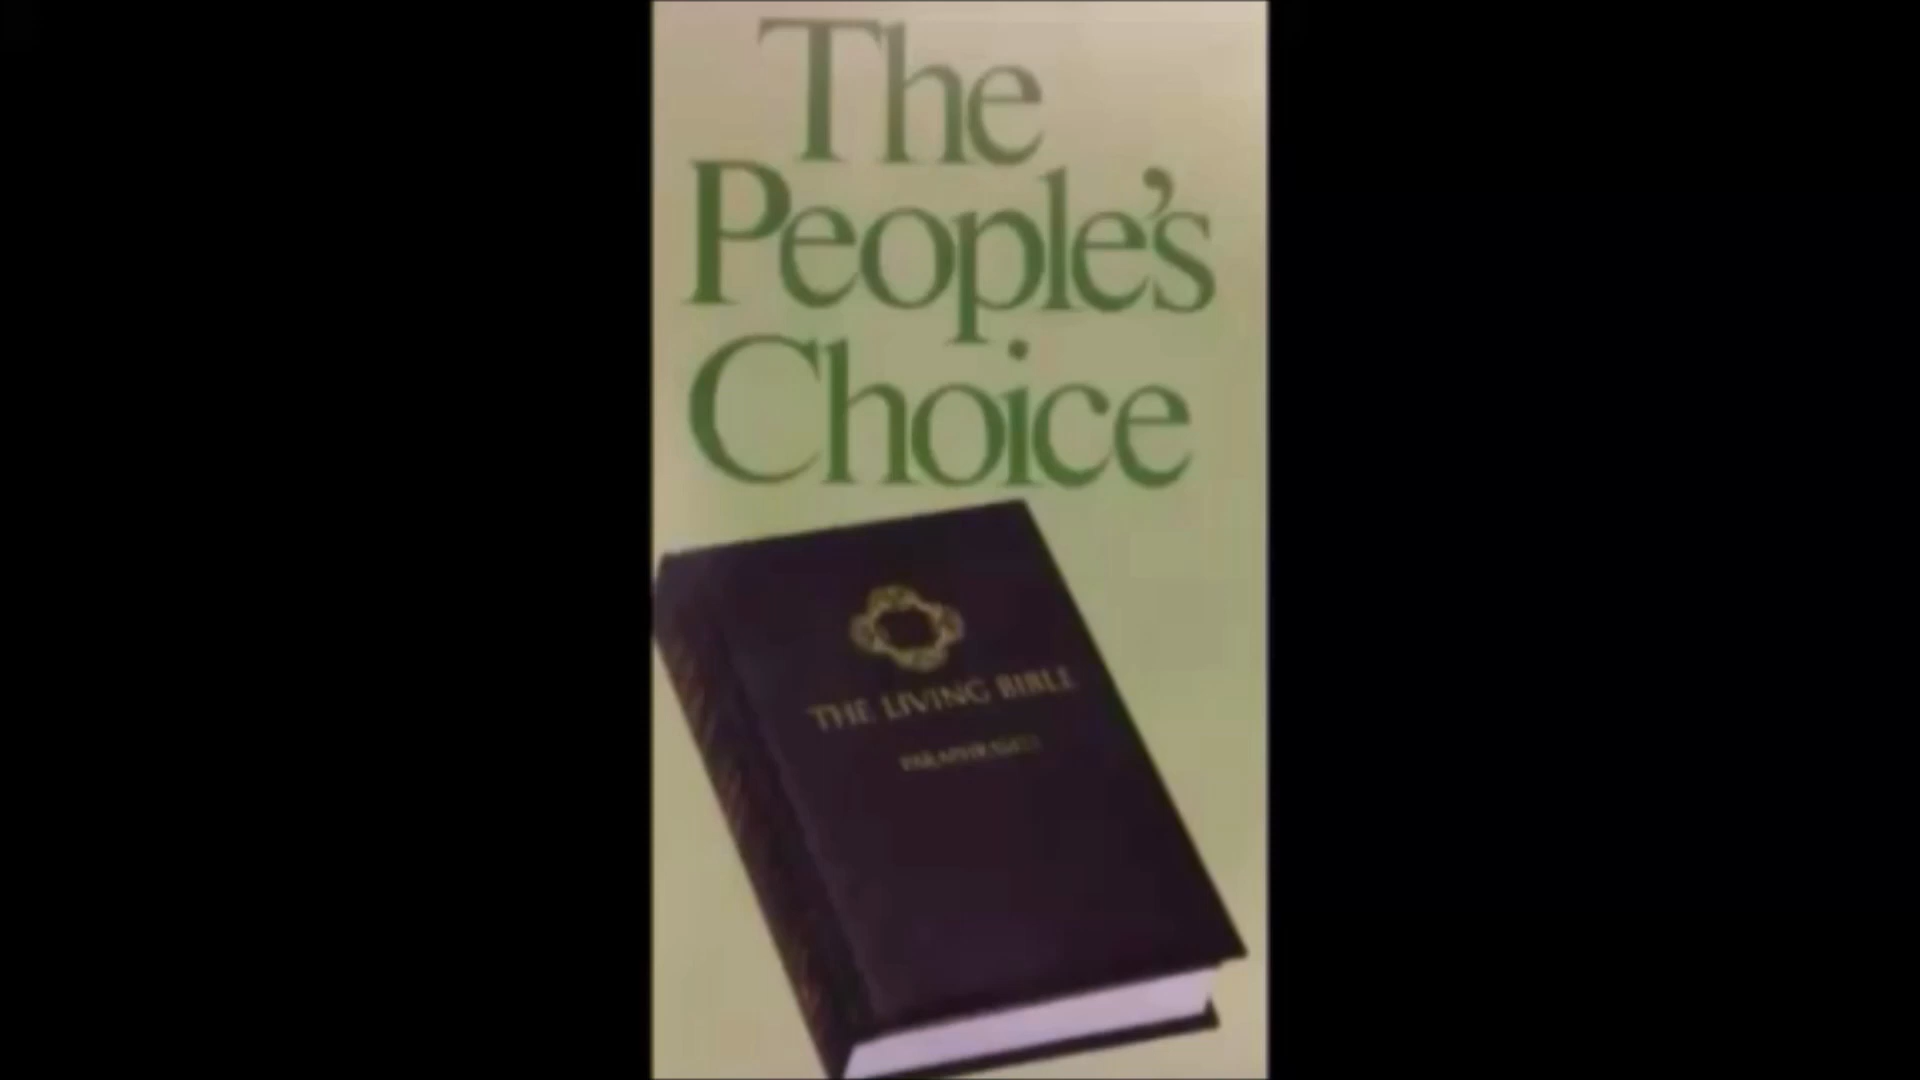 The
People's
Choice
THE LIVING BIBLE
PARAPHRASED